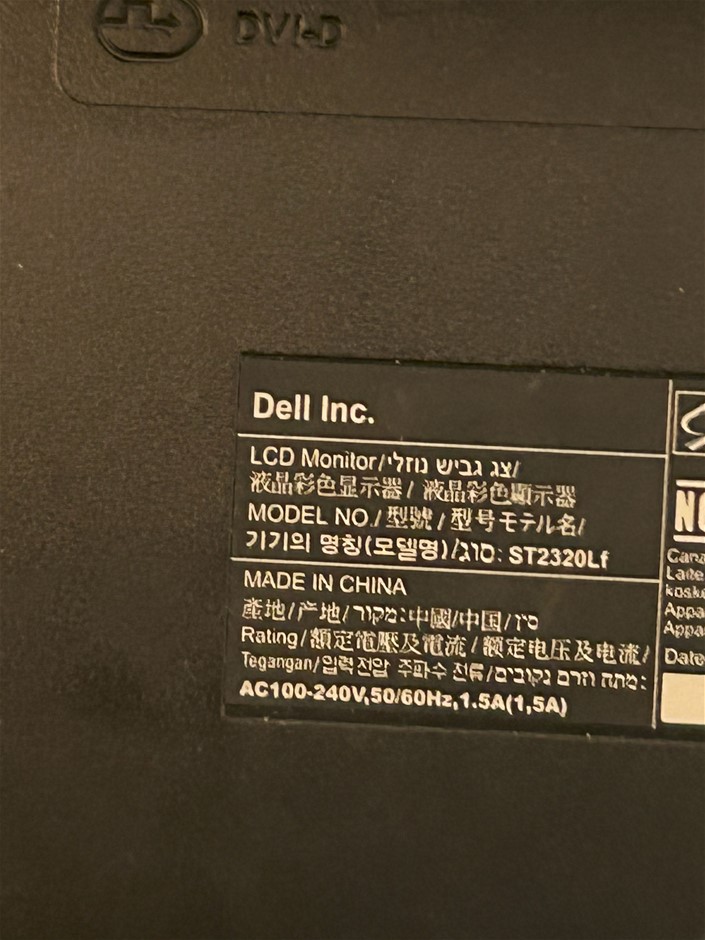 DVI-D
Dell Inc.
LCD Monitor/צג גביש נוזלי/
液晶彩色显示器/ 液晶彩色顯示器
MODEL NO./型號/型号モデル名/
기기의 명칭(모델명)/סוג: ST2320Lf
MADE IN CHINA
產地/产地/מקור:中國/中国/סין
Rating/額定電壓及電流/额定电压及电流/
Tegangan/입력전압 주파수 전류/מתח וזרם נקובים:
AC100-240V,50/60Hz,1.5A(1,5A)
Date